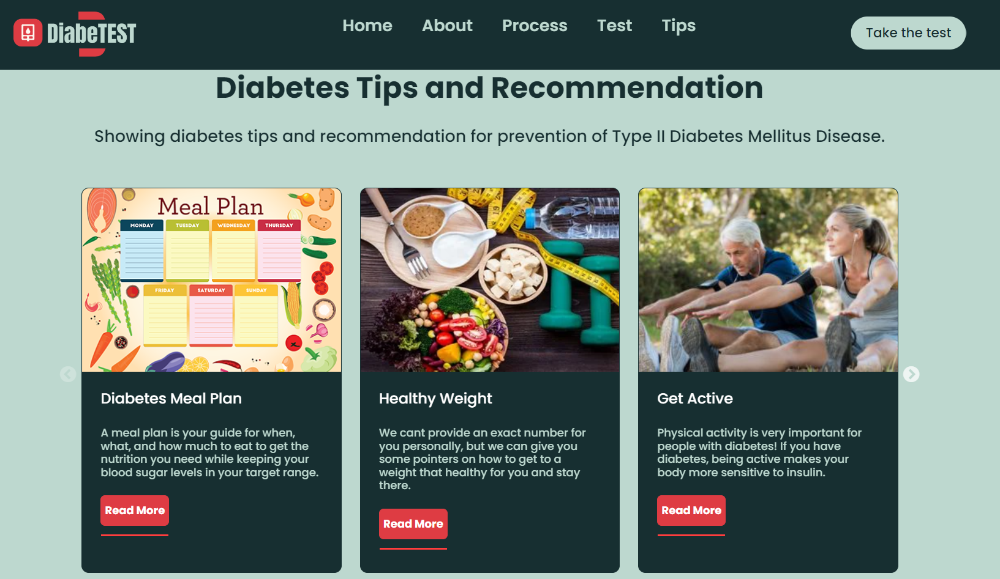 DiabeTEST
Home About Process Test Tips
Take the test
Diabetes Tips and Recommendation
Showing diabetes tips and recommendation for prevention of Type II Diabetes Mellitus Disease.
Meal Plan
MONDAY TUESDAY WEDNESDAY THURSDAY
FRIDAY SATURDAY SUNDAY
Diabetes Meal Plan
A meal plan is your guide for when,
what, and how much to eat to get the
nutrition you need while keeping your
blood sugar levels in your target range.
Read More
Healthy Weight
We cant provide an exact number for
you personally, but we can give you
some pointers on how to get to a
weight that healthy for you and stay
there.
Read More
Get Active
Physical activity is very important for
people with diabetes! If you have
diabetes, being active makes your
body more sensitive to insulin.
Read More